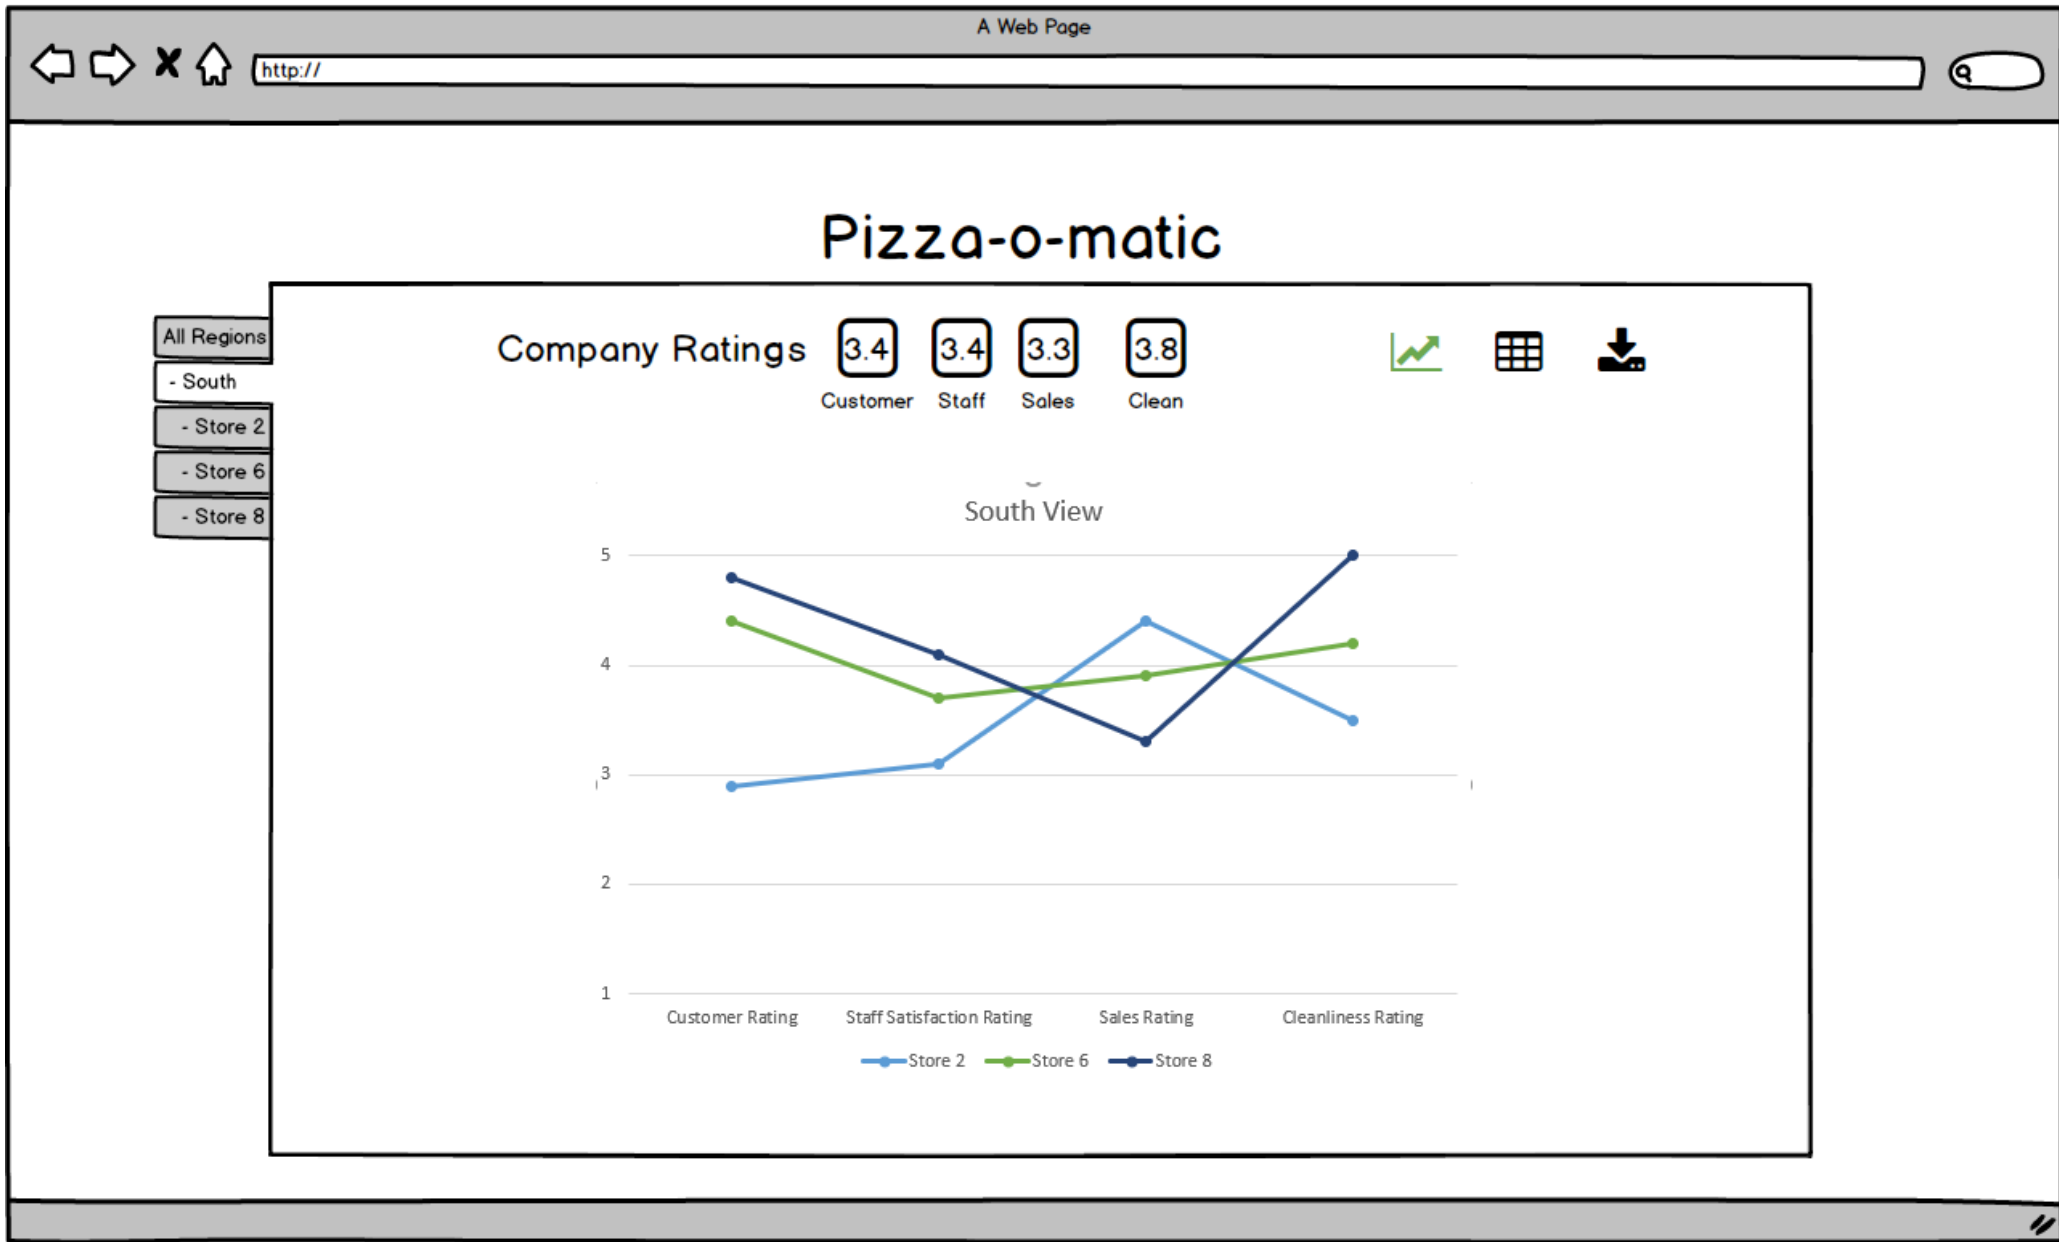 A Web Page
http://
Pizza-o-matic
All Regions
- South
- Store 2
- Store 6
- Store 8
Company Ratings 3.4 3.4 3.3 3.8
Customer Staff Sales Clean
South View
5
4
3
2
1
Customer Rating Staff Satisfaction Rating Sales Rating Cleanliness Rating
Store 2 Store 6 Store 8